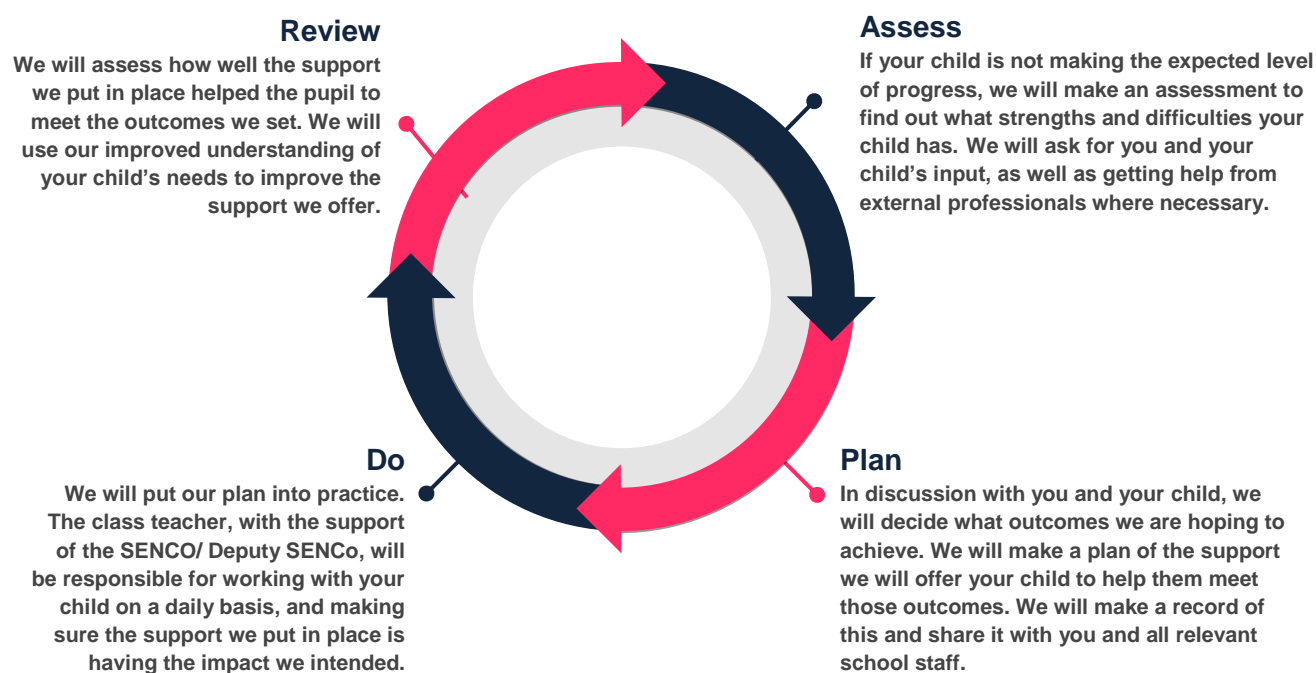 Review
We will assess how well the support
we put in place helped the pupil to
meet the outcomes we set. We will
use our improved understanding of
your child’s needs to improve the
support we offer.
Assess
If your child is not making the expected level
of progress, we will make an assessment to
find out what strengths and difficulties your
child has. We will ask for you and your
child’s input, as well as getting help from
external professionals where necessary.
Do
We will put our plan into practice.
The class teacher, with the support
of the SENCO/ Deputy SENCo, will
be responsible for working with your
child on a daily basis, and making
sure the support we put in place is
having the impact we intended.
Plan
In discussion with you and your child, we
will decide what outcomes we are hoping to
achieve. We will make a plan of the support
we will offer your child to help them meet
those outcomes. We will make a record of
this and share it with you and all relevant
school staff.